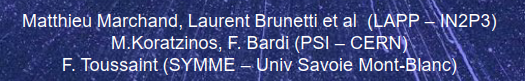 Matthieu Marchand, Laurent Brunetti et al (LAPP – IN2P3)
M.Koratzinos, F. Bardi (PSI – CERN)
F. Toussaint (SYMME – Univ Savoie Mont-Blanc)